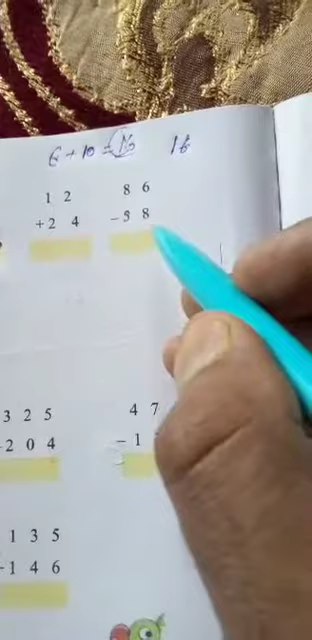 6 + 10 = 16 16
1 2 8 6
+ 2 4 - 3 8
3 2 5 4 7
- 2 0 4 - 1
1 3 5
- 1 4 6